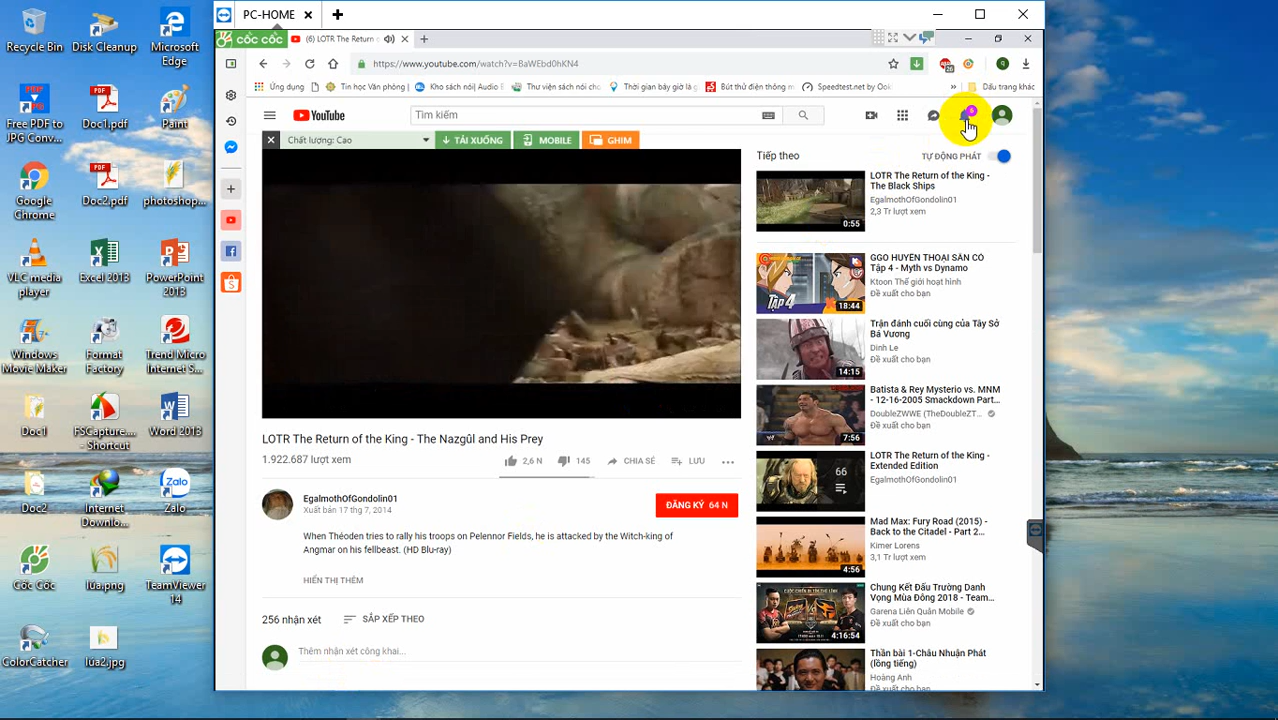 Recycle Bin
Disk Cleanup
Microsoft
Edge
Free PDF to
JPG Conv...
Doc1.pdf
Paint
Google
Chrome
Doc2.pdf
photoshop...
VLC media
player
Excel 2013
PowerPoint
2013
Windows
Movie Maker
Format
Factory
Trend Micro
Internet S...
Doc1
FSCapture....
- Shortcut
Word 2013
Doc2
Internet
Downlo...
Zalo
Cốc Cốc
lúa.png
TeamViewer
14
ColorCatcher
lúa2.jpg
PC-HOME
cốc cốc
(6) LOTR The Return
https://www.youtube.com/watch?v=BaWEbd0hKN4
26
Ứng dụng
Tin học Văn phòng |
Kho sách nói| Audio
Thư viện sách nói cho
Thời gian bây giờ là g
Bút thử điện thông m
Speedtest.net by Ook
»
Dấu trang khác
YouTube
Tìm kiếm
6
Chất lượng: Cao
TẢI XUỐNG
MOBILE
GHIM
LOTR The Return of the King - The Nazgûl and His Prey
1.922.687 lượt xem
2,6 N
145
CHIA SẺ
LƯU
EgalmothOfGondolin01
Xuất bản 17 thg 7, 2014
ĐĂNG KÝ 64 N
When Théoden tries to rally his troops on Pelennor Fields, he is attacked by the Witch-king of
Angmar on his fellbeast. (HD Blu-ray)
HIỂN THỊ THÊM
256 nhận xét
SẮP XẾP THEO
Thêm nhận xét công khai...
Tiếp theo
TỰ ĐỘNG PHÁT
LOTR The Return of the King -
The Black Ships
EgalmothOfGondolin01
2,3 Tr lượt xem
0:55
GGO HUYỀN THOẠI SÂN CỎ
Tập 4 - Myth vs Dynamo
Ktoon Thế giới hoạt hình
Đề xuất cho bạn
TẬP 4
18:44
Trận đánh cuối cùng của Tây Sở
Bá Vương
Dinh Le
Đề xuất cho bạn
14:15
Batista & Rey Mysterio vs. MNM
- 12-16-2005 Smackdown Part...
DoubleZWWE (TheDoubleZT...
Đề xuất cho bạn
7:56
LOTR The Return of the King -
Extended Edition
EgalmothOfGondolin01
66
Mad Max: Fury Road (2015) -
Back to the Citadel - Part 2...
Kimer Lorens
3,1 Tr lượt xem
4:56
Chung Kết Đấu Trường Danh
Vọng Mùa Đông 2018 - Team...
Garena Liên Quân Mobile
Đề xuất cho bạn
4:16:54
Thần bài 1-Châu Nhuận Phát
(lồng tiếng)
Hoàng Anh
Đề xuất cho bạn